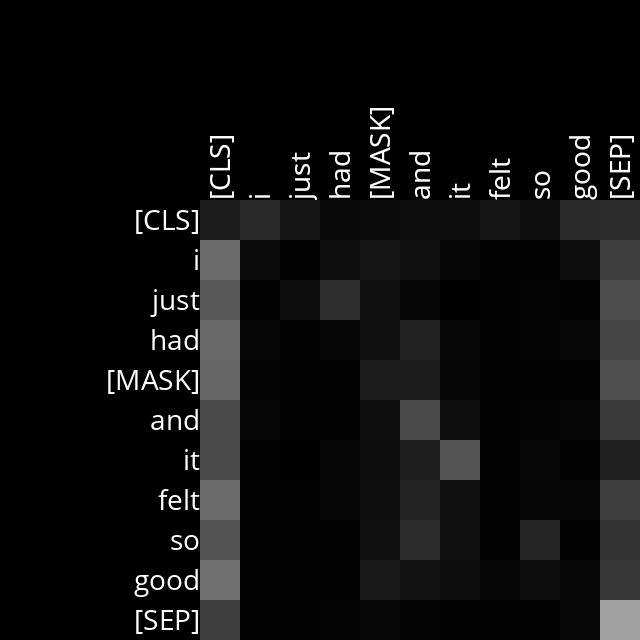 [CLS] i just had [MASK] and it felt so good [SEP]
[CLS]
i
just
had
[MASK]
and
it
felt
so
good
[SEP]